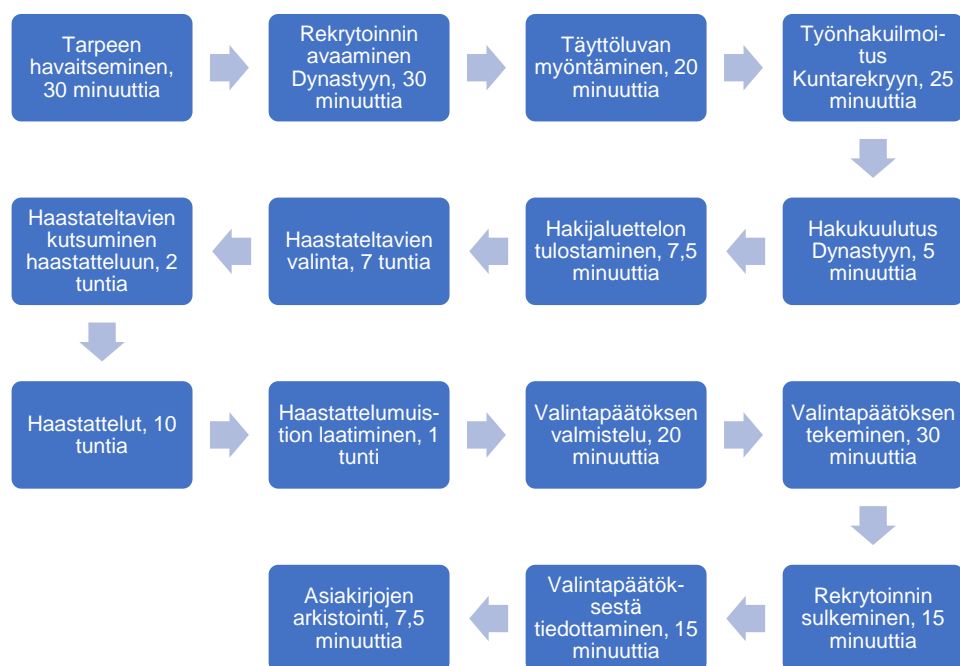 Tarpeen
havaitseminen,
30 minuuttia
Rekrytoinnin
avaaminen
Dynastyyn, 30
minuuttia
Täyttöluvan
myöntäminen, 20
minuuttia
Työnhakuilmoi-
tus
Kuntarekryyn, 25
minuuttia
Hakukuulutus
Dynastyyn, 5
minuuttia
Hakijaluettelon
tulostaminen, 7,5
minuuttia
Haastateltavien
valinta, 7 tuntia
Haastateltavien
kutsuminen
haastatteluun, 2
tuntia
Haastattelut, 10
tuntia
Haastattelumuis-
tion laatiminen, 1
tunti
Valintapäätöksen
valmistelu, 20
minuuttia
Valintapäätöksen
tekeminen, 30
minuuttia
Rekrytoinnin
sulkeminen, 15
minuuttia
Valintapäätök-
sestä
tiedottaminen, 15
minuuttia
Asiakirjojen
arkistointi, 7,5
minuuttia